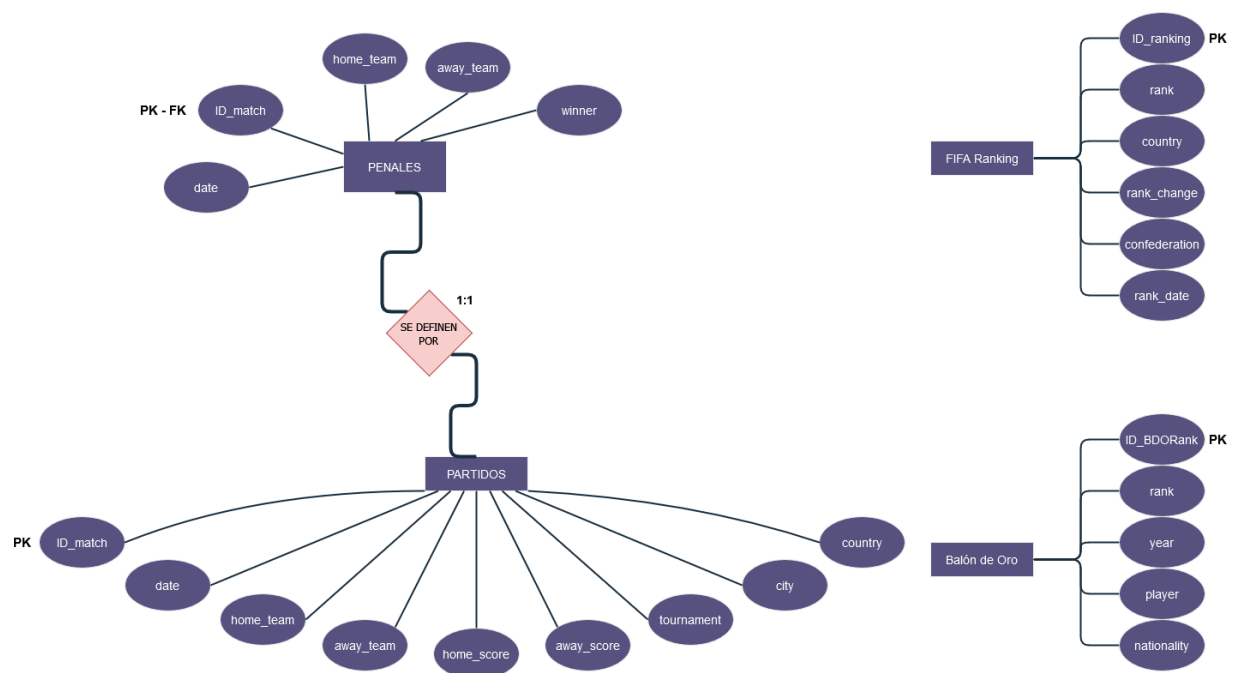 home_team
away_team
PK - FK
ID_match
winner
PENALES
date
1:1
SE DEFINEN
POR
PARTIDOS
PK
ID_match
country
date
city
home_team
tournament
away_team
home_score
away_score
ID_ranking
PK
rank
country
FIFA Ranking
rank_change
confederation
rank_date
ID_BDORank
PK
rank
year
Balón de Oro
player
nationality